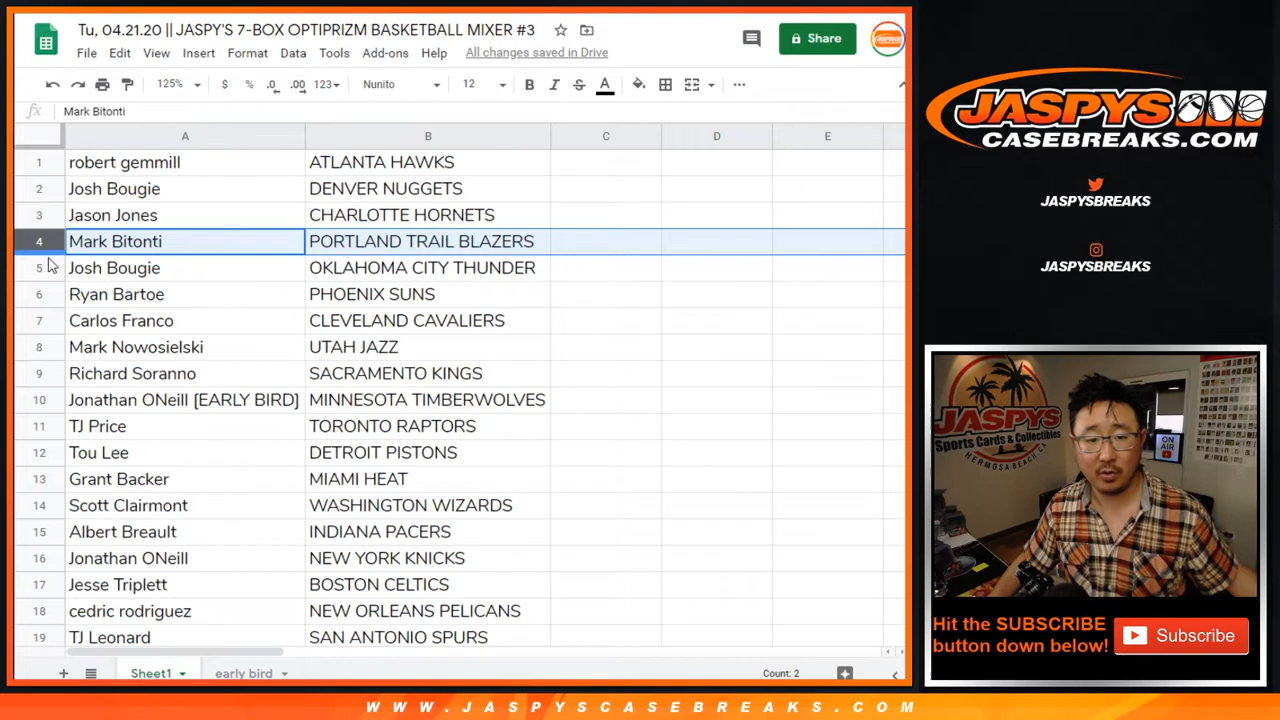 Tu, 04.21.20 || JASPY'S 7-BOX OPTIPRIZM BASKETBALL MIXER #3
File Edit View Insert Format Data Tools Add-ons Help All changes saved in Drive
Share
125% $ % .0 .00 123 Nunito 12 B I S A
fx Mark Bitonti
A B C D E
1 robert gemmill ATLANTA HAWKS
2 Josh Bougie DENVER NUGGETS
3 Jason Jones CHARLOTTE HORNETS
4 Mark Bitonti PORTLAND TRAIL BLAZERS
5 Josh Bougie OKLAHOMA CITY THUNDER
6 Ryan Bartoe PHOENIX SUNS
7 Carlos Franco CLEVELAND CAVALIERS
8 Mark Nowosielski UTAH JAZZ
9 Richard Soranno SACRAMENTO KINGS
10 Jonathan ONeill [EARLY BIRD] MINNESOTA TIMBERWOLVES
11 TJ Price TORONTO RAPTORS
12 Tou Lee DETROIT PISTONS
13 Grant Backer MIAMI HEAT
14 Scott Clairmont WASHINGTON WIZARDS
15 Albert Breault INDIANA PACERS
16 Jonathan ONeill NEW YORK KNICKS
17 Jesse Triplett BOSTON CELTICS
18 cedric rodriguez NEW ORLEANS PELICANS
19 TJ Leonard SAN ANTONIO SPURS
Sheet1 early bird Count: 2
JASPYS
CASEBREAKS.COM
JASPYSBREAKS
JASPYSBREAKS
JASPYS
Sports Cards & Collectibles
HERMOSA BEACH, CA
ON AIR
Hit the SUBSCRIBE
button down below!
Subscribe
WWW.JASPYSCASEBREAKS.COM